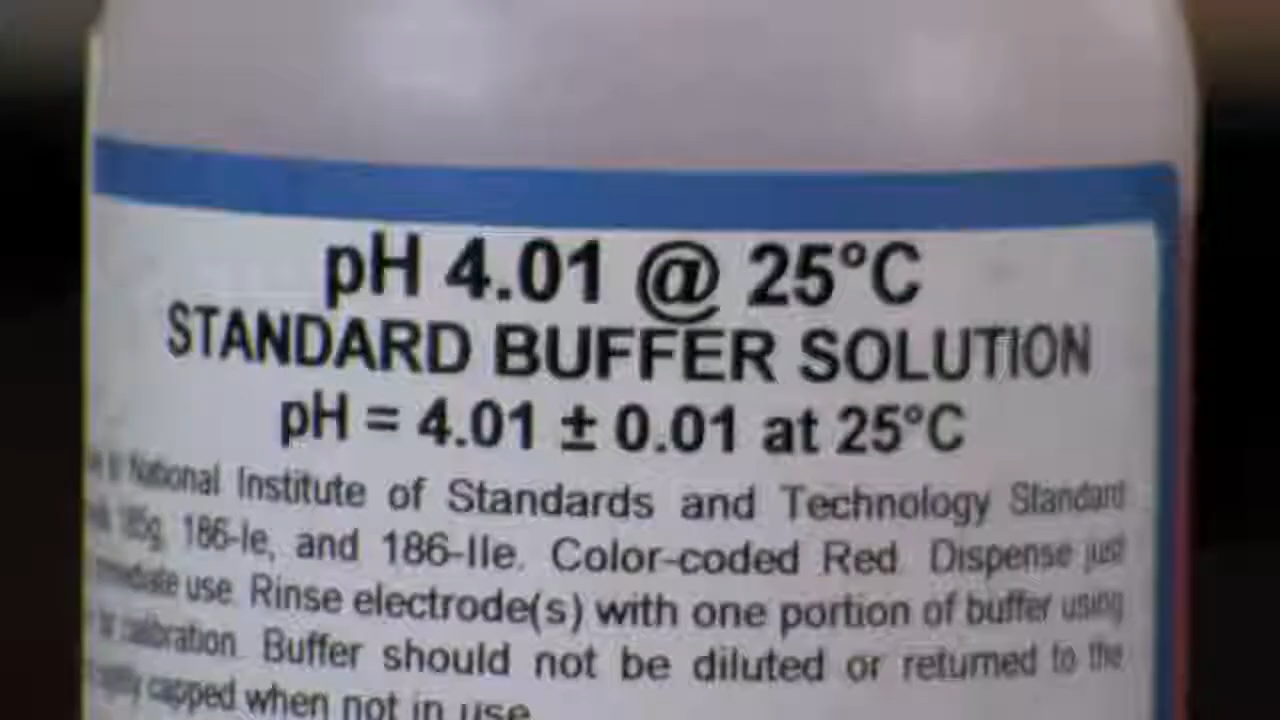 pH 4.01 @ 25°C
STANDARD BUFFER SOLUTION
pH = 4.01 ± 0.01 at 25°C
National Institute of Standards and Technology Standard
186-Ie, and 186-IIe. Color-coded Red. Dispense just
use. Rinse electrode(s) with one portion of buffer using
calibration. Buffer should not be diluted or returned to the
capped when not in use.